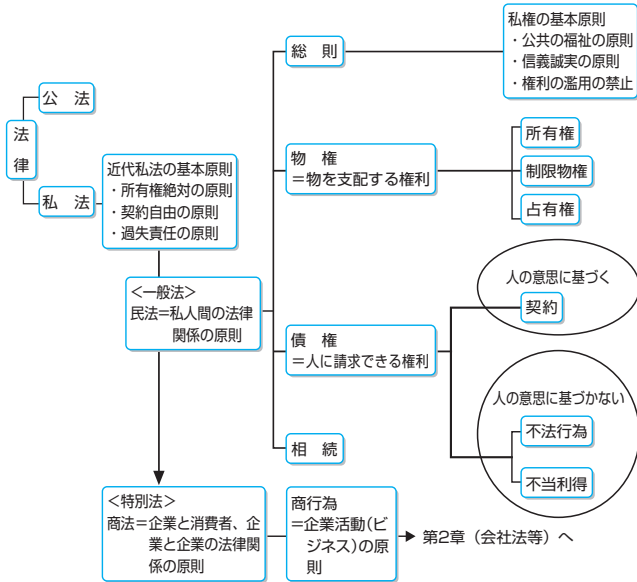 法
律
公　法
私　法
近代私法の基本原則
・所有権絶対の原則
・契約自由の原則
・過失責任の原則
＜一般法＞
民法＝私人間の法律
関係の原則
総　則
私権の基本原則
・公共の福祉の原則
・信義誠実の原則
・権利の濫用の禁止
物　権
＝物を支配する権利
所有権
制限物権
占有権
債　権
＝人に請求できる権利
人の意思に基づく
契約
人の意思に基づかない
不法行為
不当利得
相　続
＜特別法＞
商法＝企業と消費者、企
業と企業の法律関
係の原則
商行為
＝企業活動（ビ
ジネス）の原
則
第2章（会社法等）へ